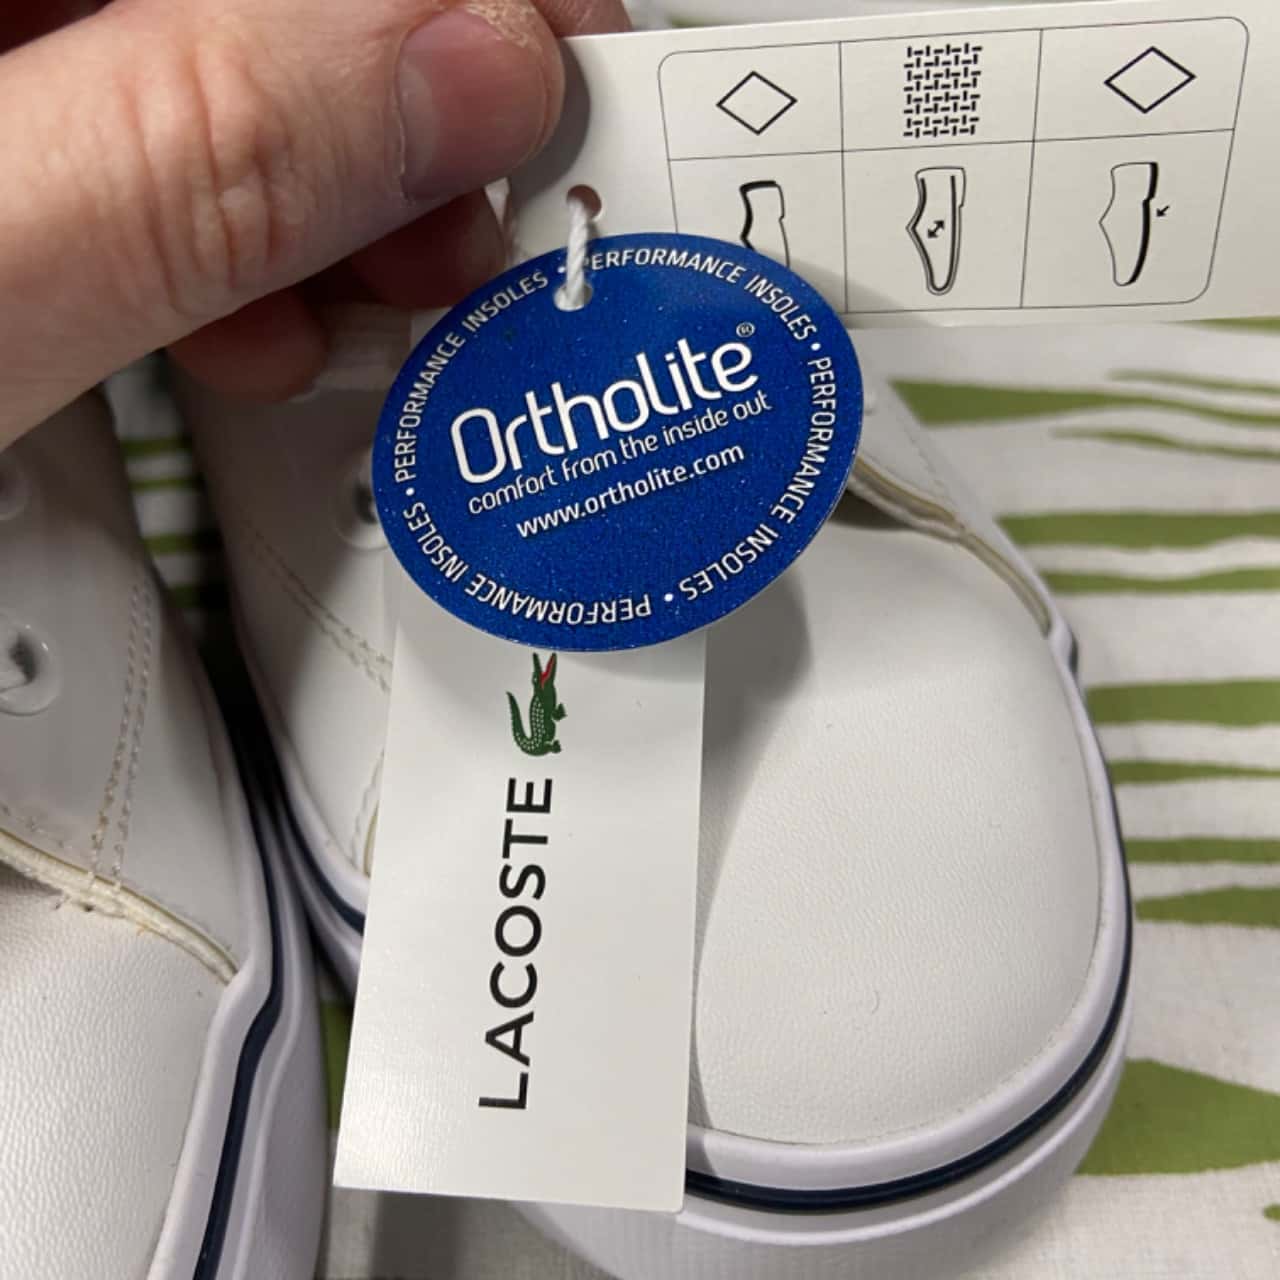 PERFORMANCE INSOLES • PERFORMANCE INSOLES • PERFORMANCE INSOLES • PERFORMANCE INSOLES •
Ortholite®
comfort from the inside out
www.ortholite.com
LACOSTE